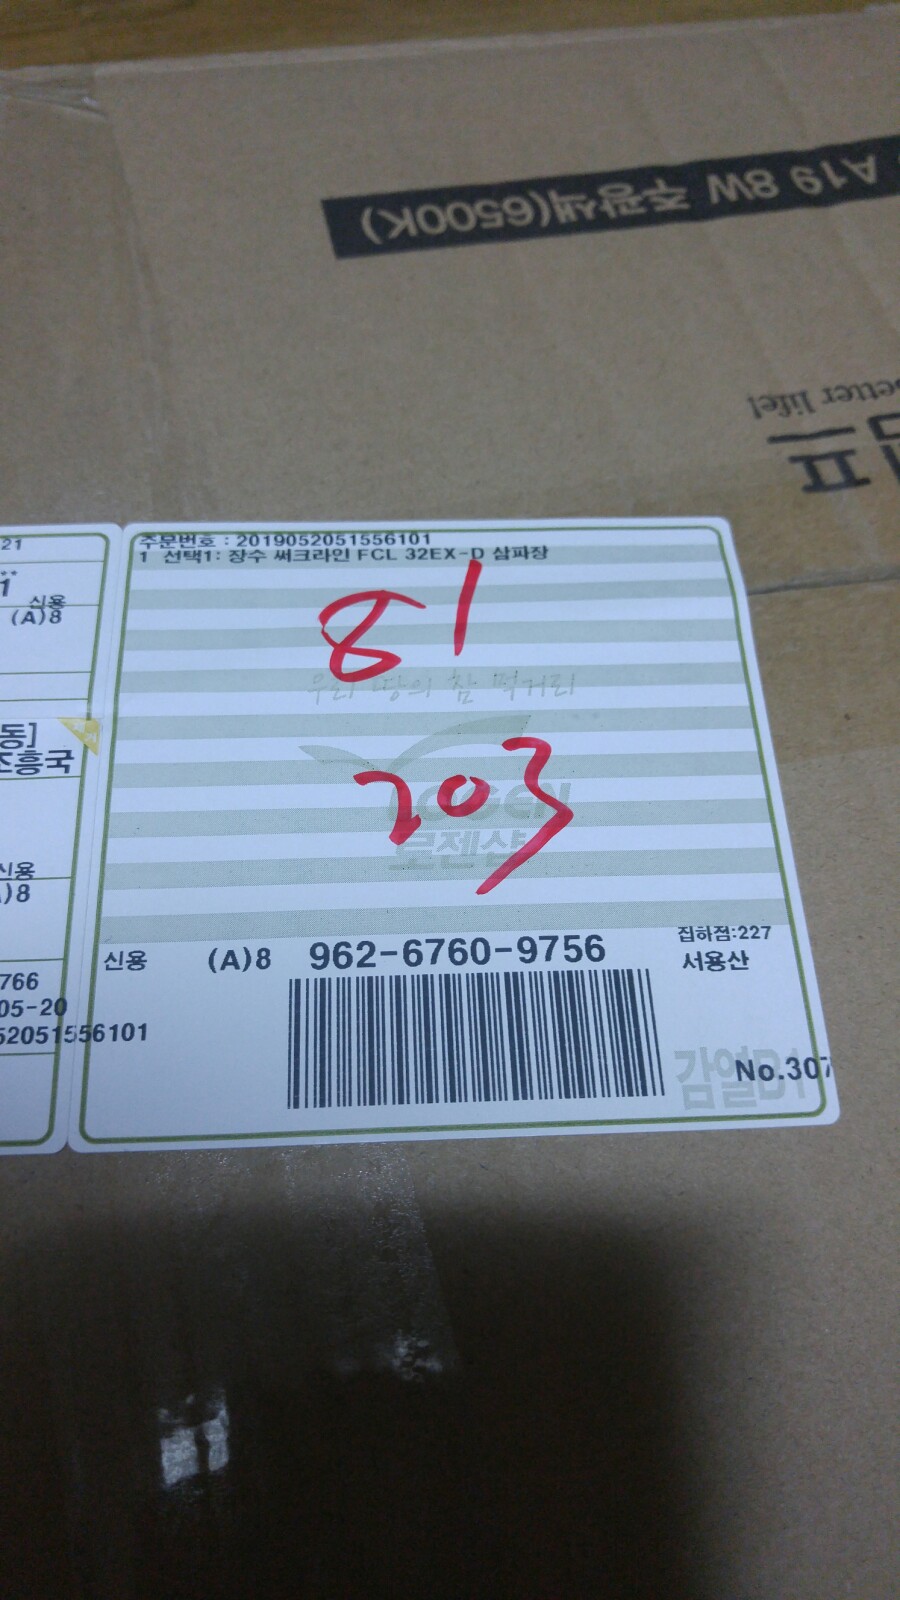 A19 8W 주광색(6500K)
better life!
21
1
신용
(A)8
동]
조흥국
신용
)8
766
05-20
52051556101
주문번호 : 2019052051556101
1 선택1: 장수 써크라인 FCL 32EX-D 삼파장
81
우리 땅의 참 먹거리
203
LOGEN
로젠샵
신용 (A)8 962-6760-9756
집하점:227
서용산
감열
No.307